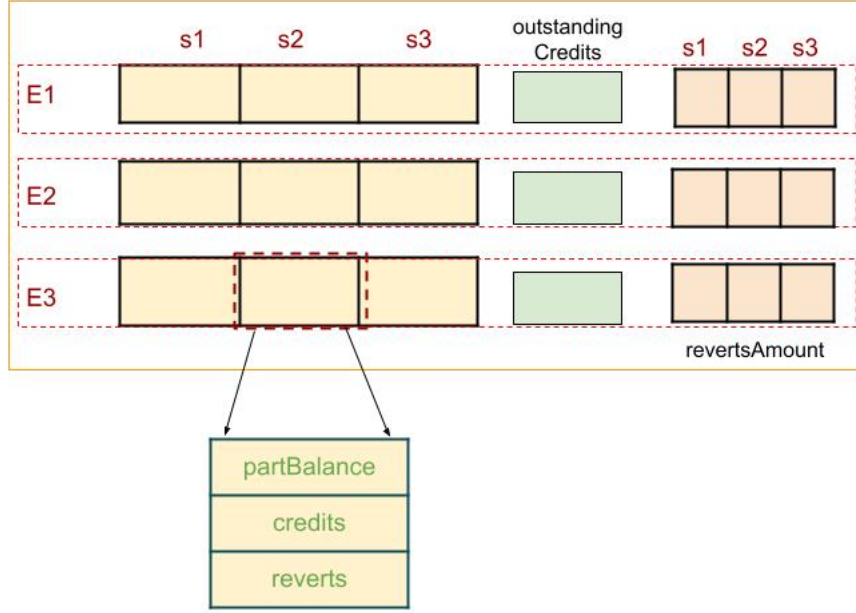 s1 s2 s3
outstanding
Credits
s1 s2 s3
E1
E2
E3
revertsAmount
partBalance
credits
reverts